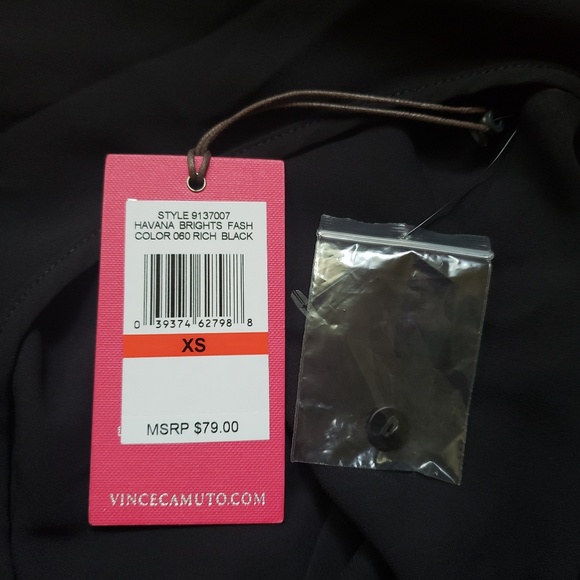 STYLE 9137007
HAVANA BRIGHTS FASH
COLOR 060 RICH BLACK
0 39374 62798 8
XS
MSRP $79.00
VINCECAMUTO.COM